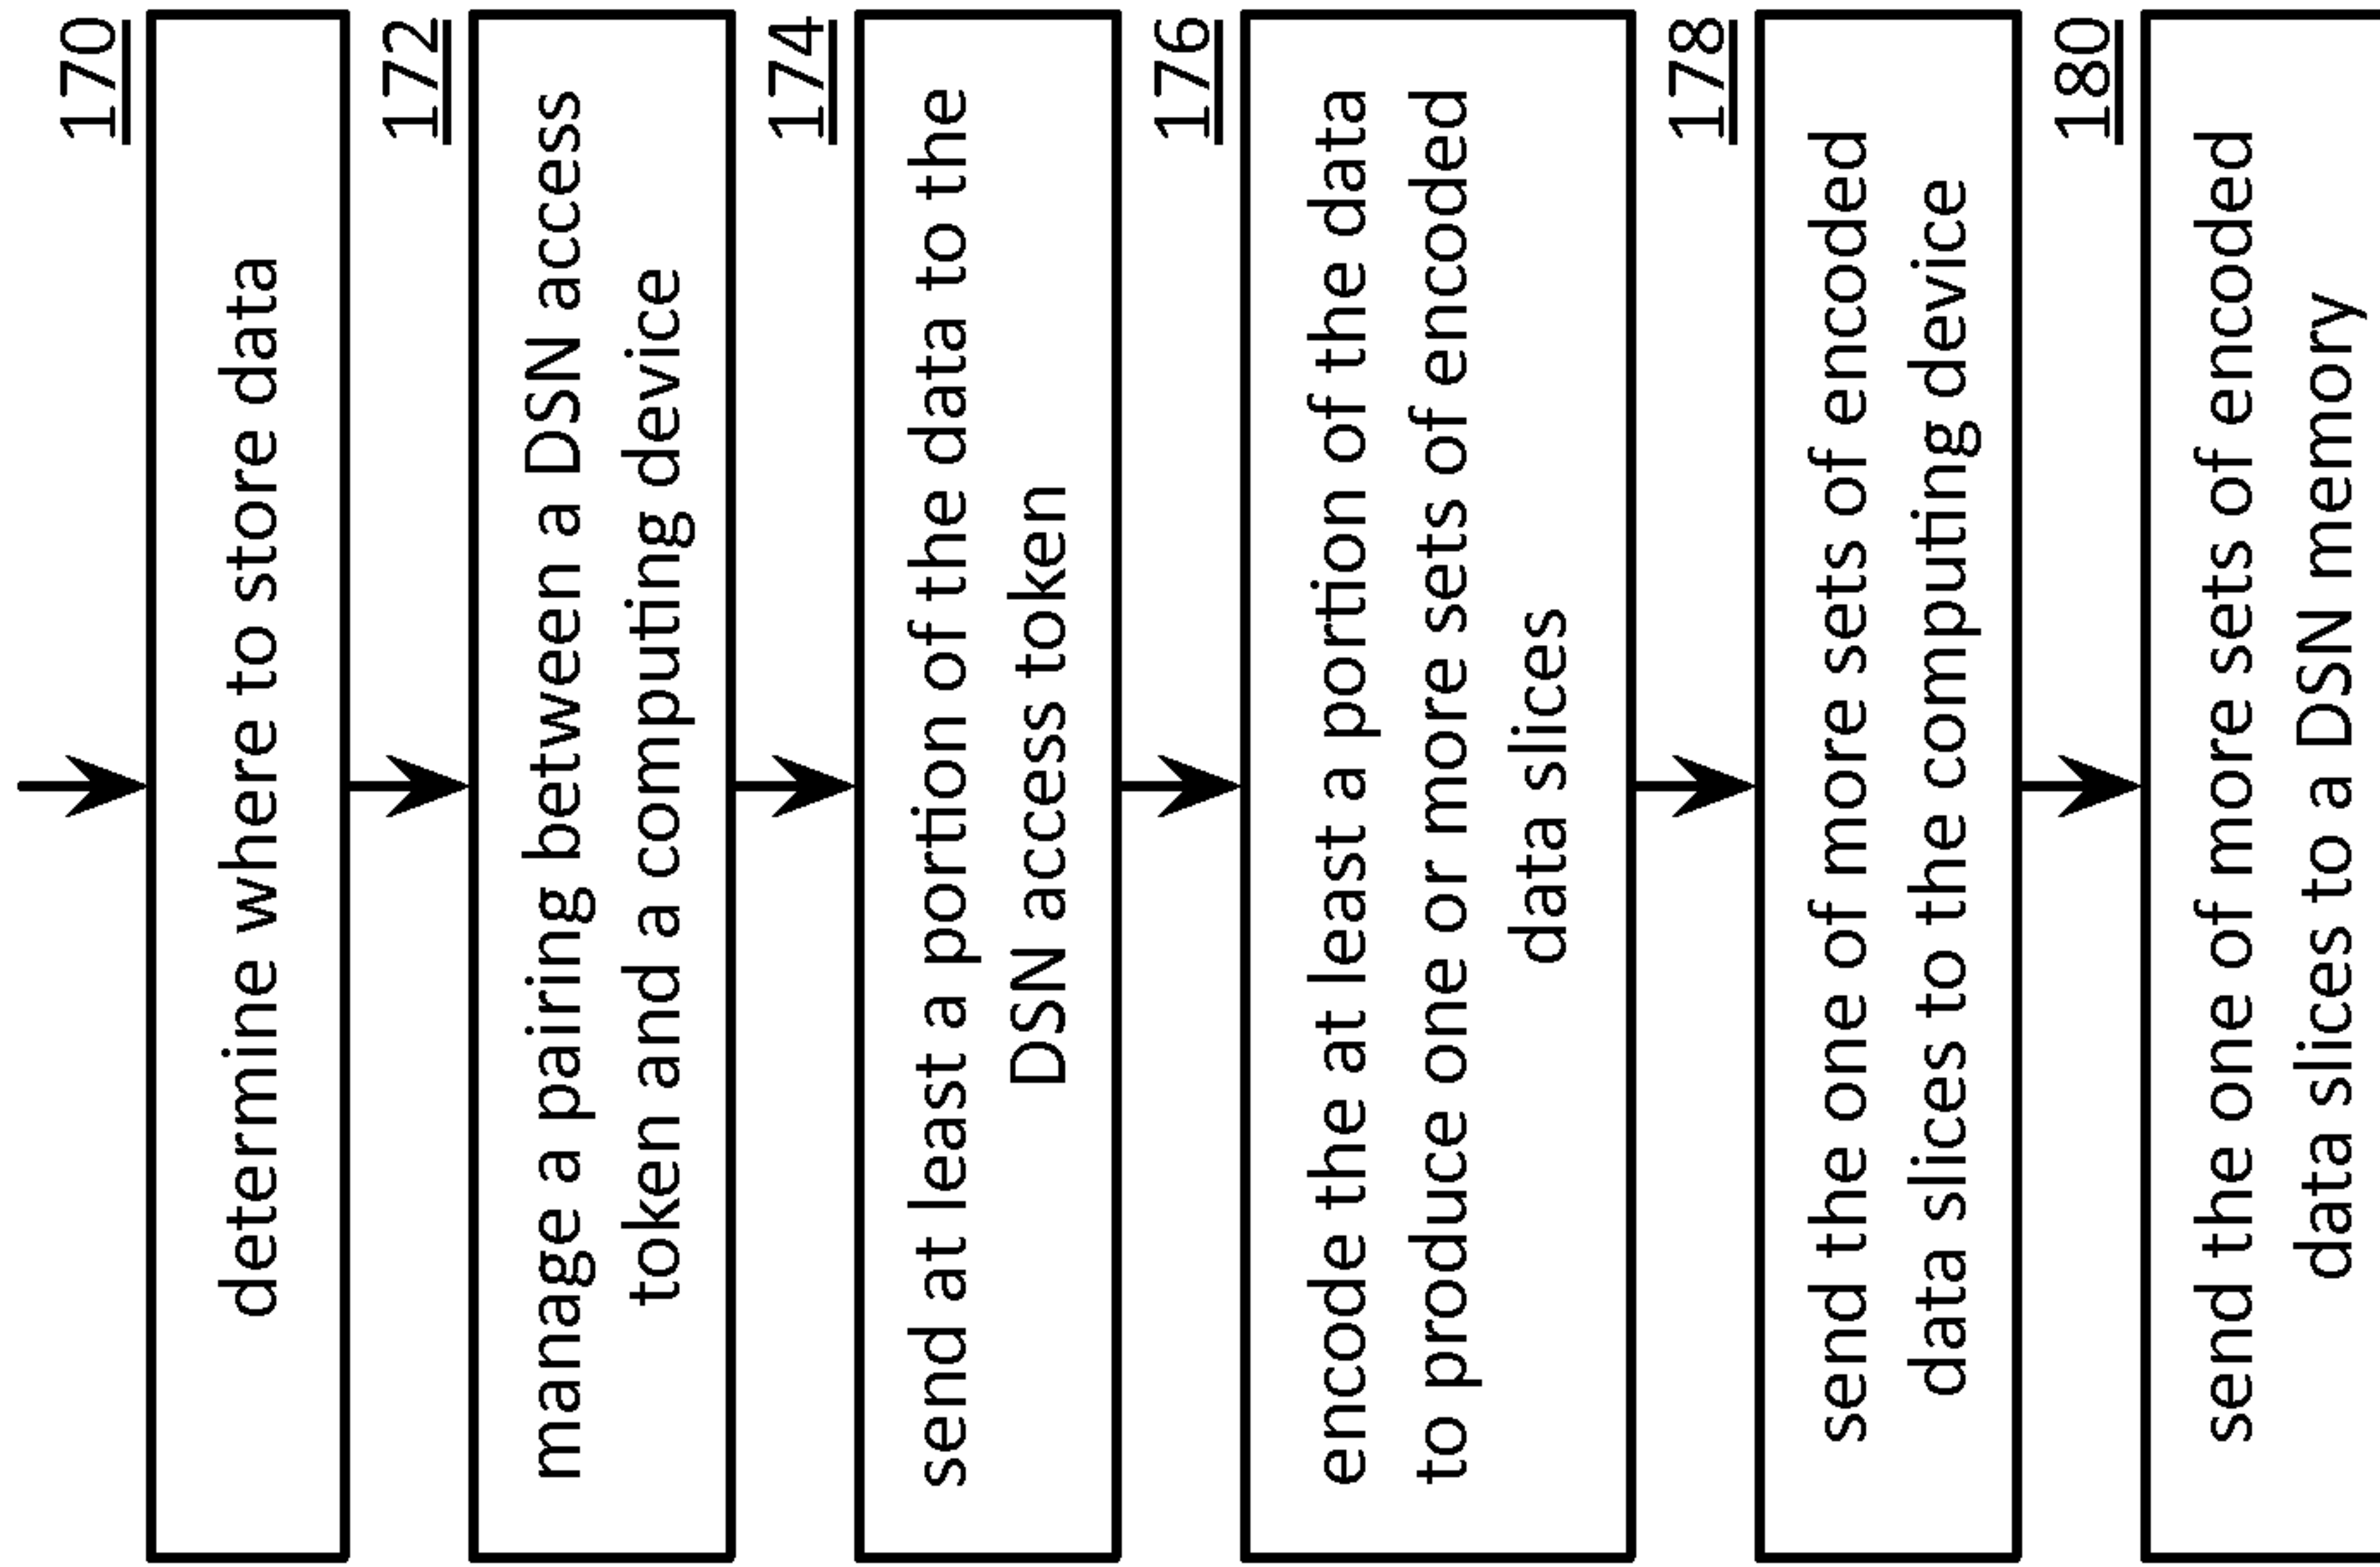 170
determine where to store data
172
manage a pairing between a DSN access
token and a computing device
174
send at least a portion of the data to the
DSN access token
176
encode the at least a portion of the data
to produce one or more sets of encoded
data slices
178
send the one of more sets of encoded
data slices to the computing device
180
send the one of more sets of encoded
data slices to a DSN memory